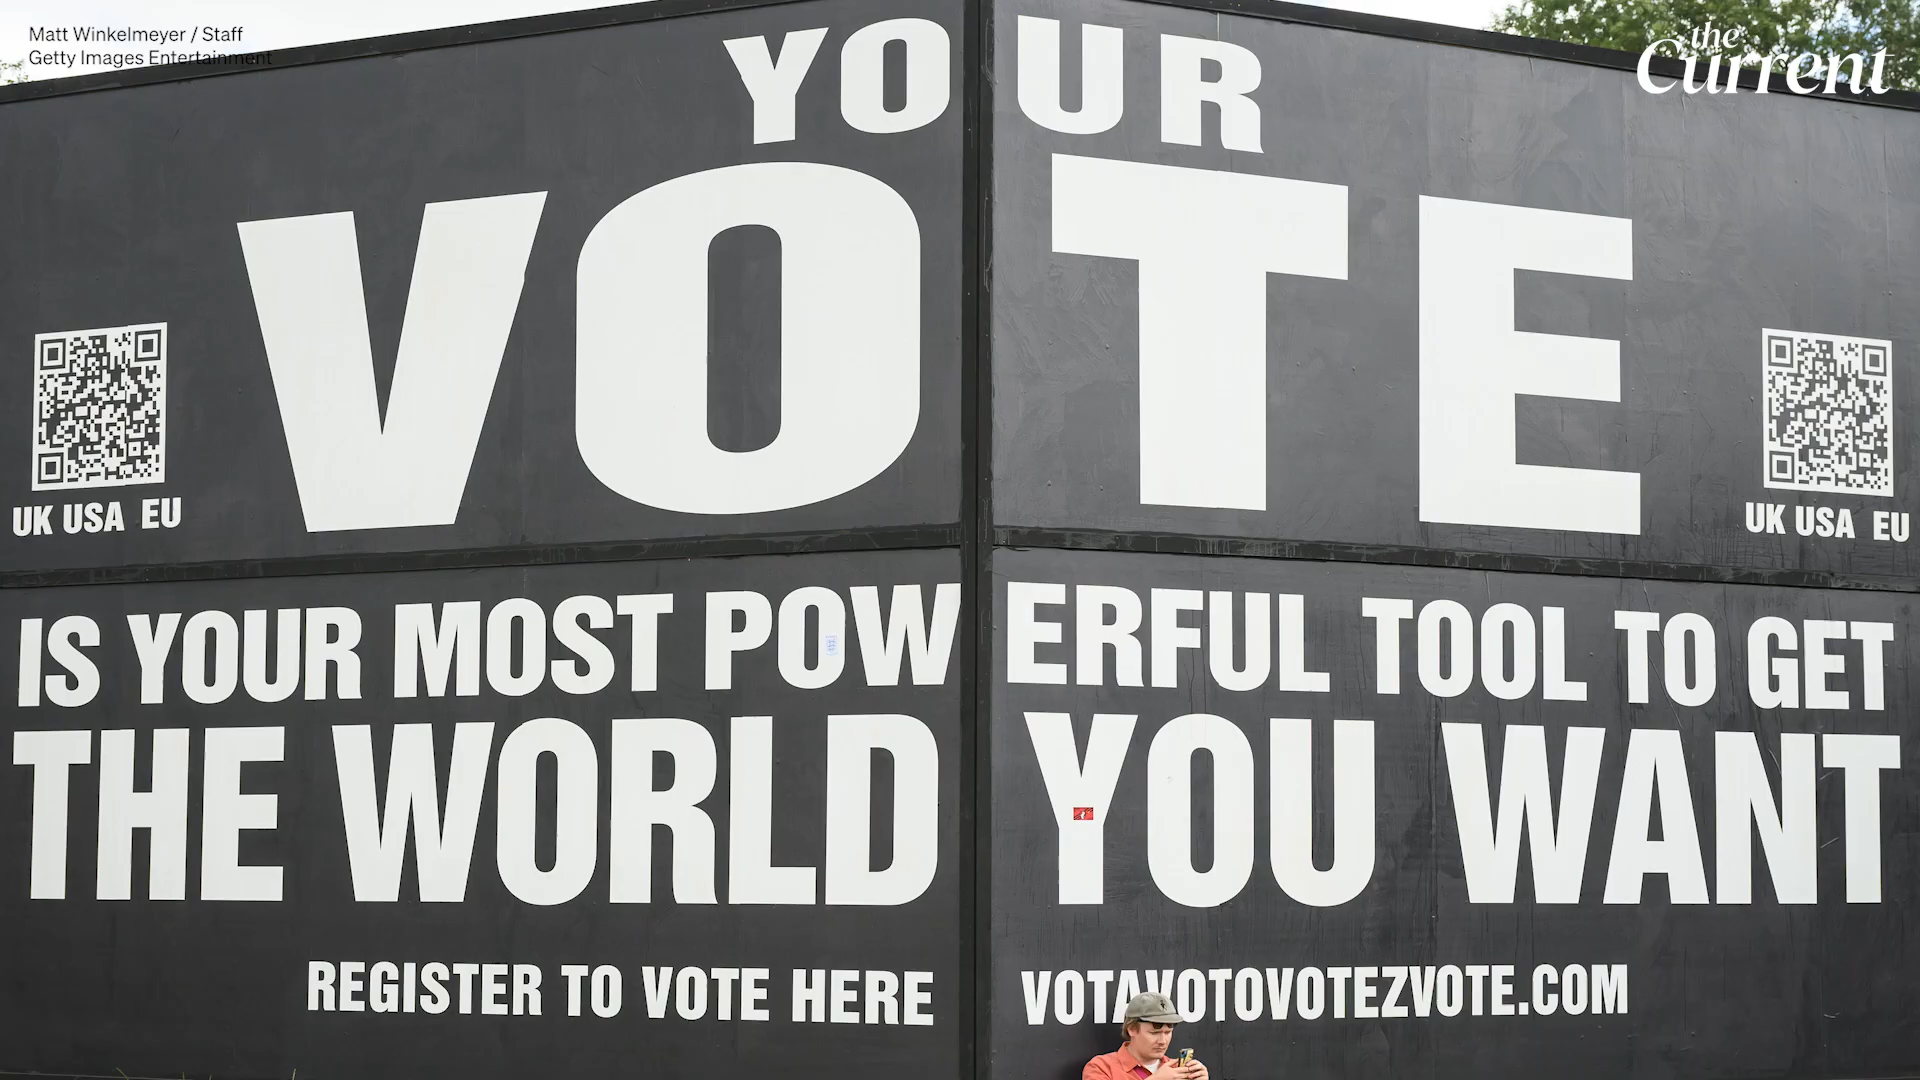 Matt Winkelmeyer / Staff
Getty Images Entertainment
the
Current
YOUR
VOTE
UK USA EU
UK USA EU
IS YOUR MOST POWERFUL TOOL TO GET
THE WORLD YOU WANT
REGISTER TO VOTE HERE VOTAVOTOVOTEZVOTE.COM